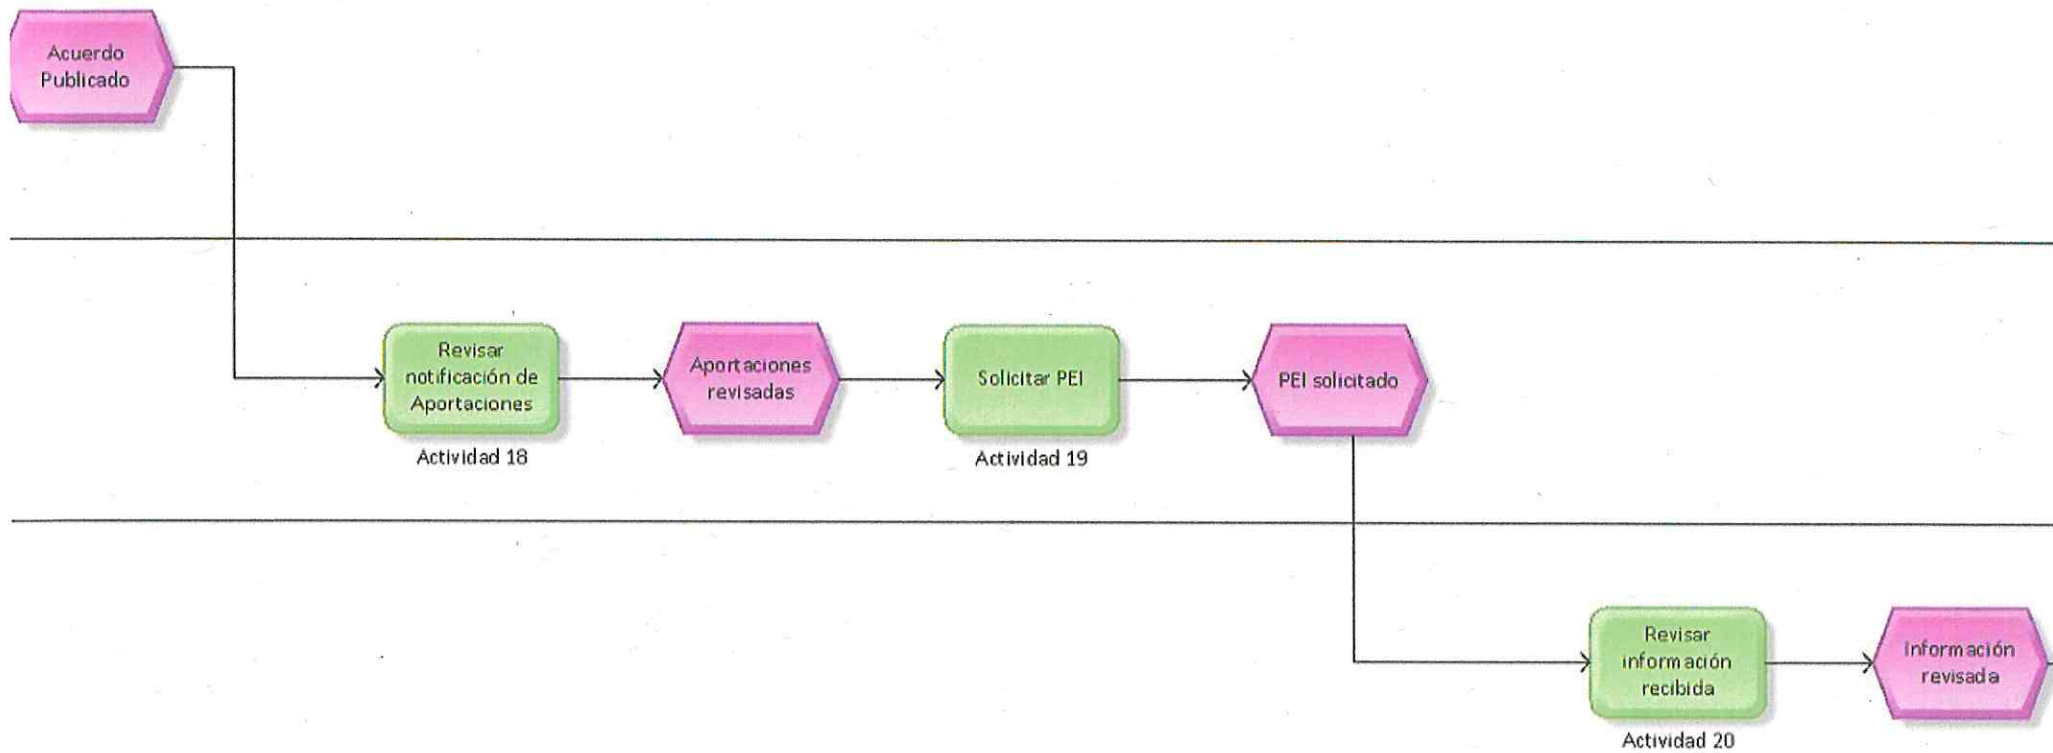 Acuerdo
Publicado
Revisar
notificación de
Aportaciones
Actividad 18
Aportaciones
revisadas
Solicitar PEI
Actividad 19
PEI solicitado
Revisar
información
recibida
Actividad 20
Información
revisada